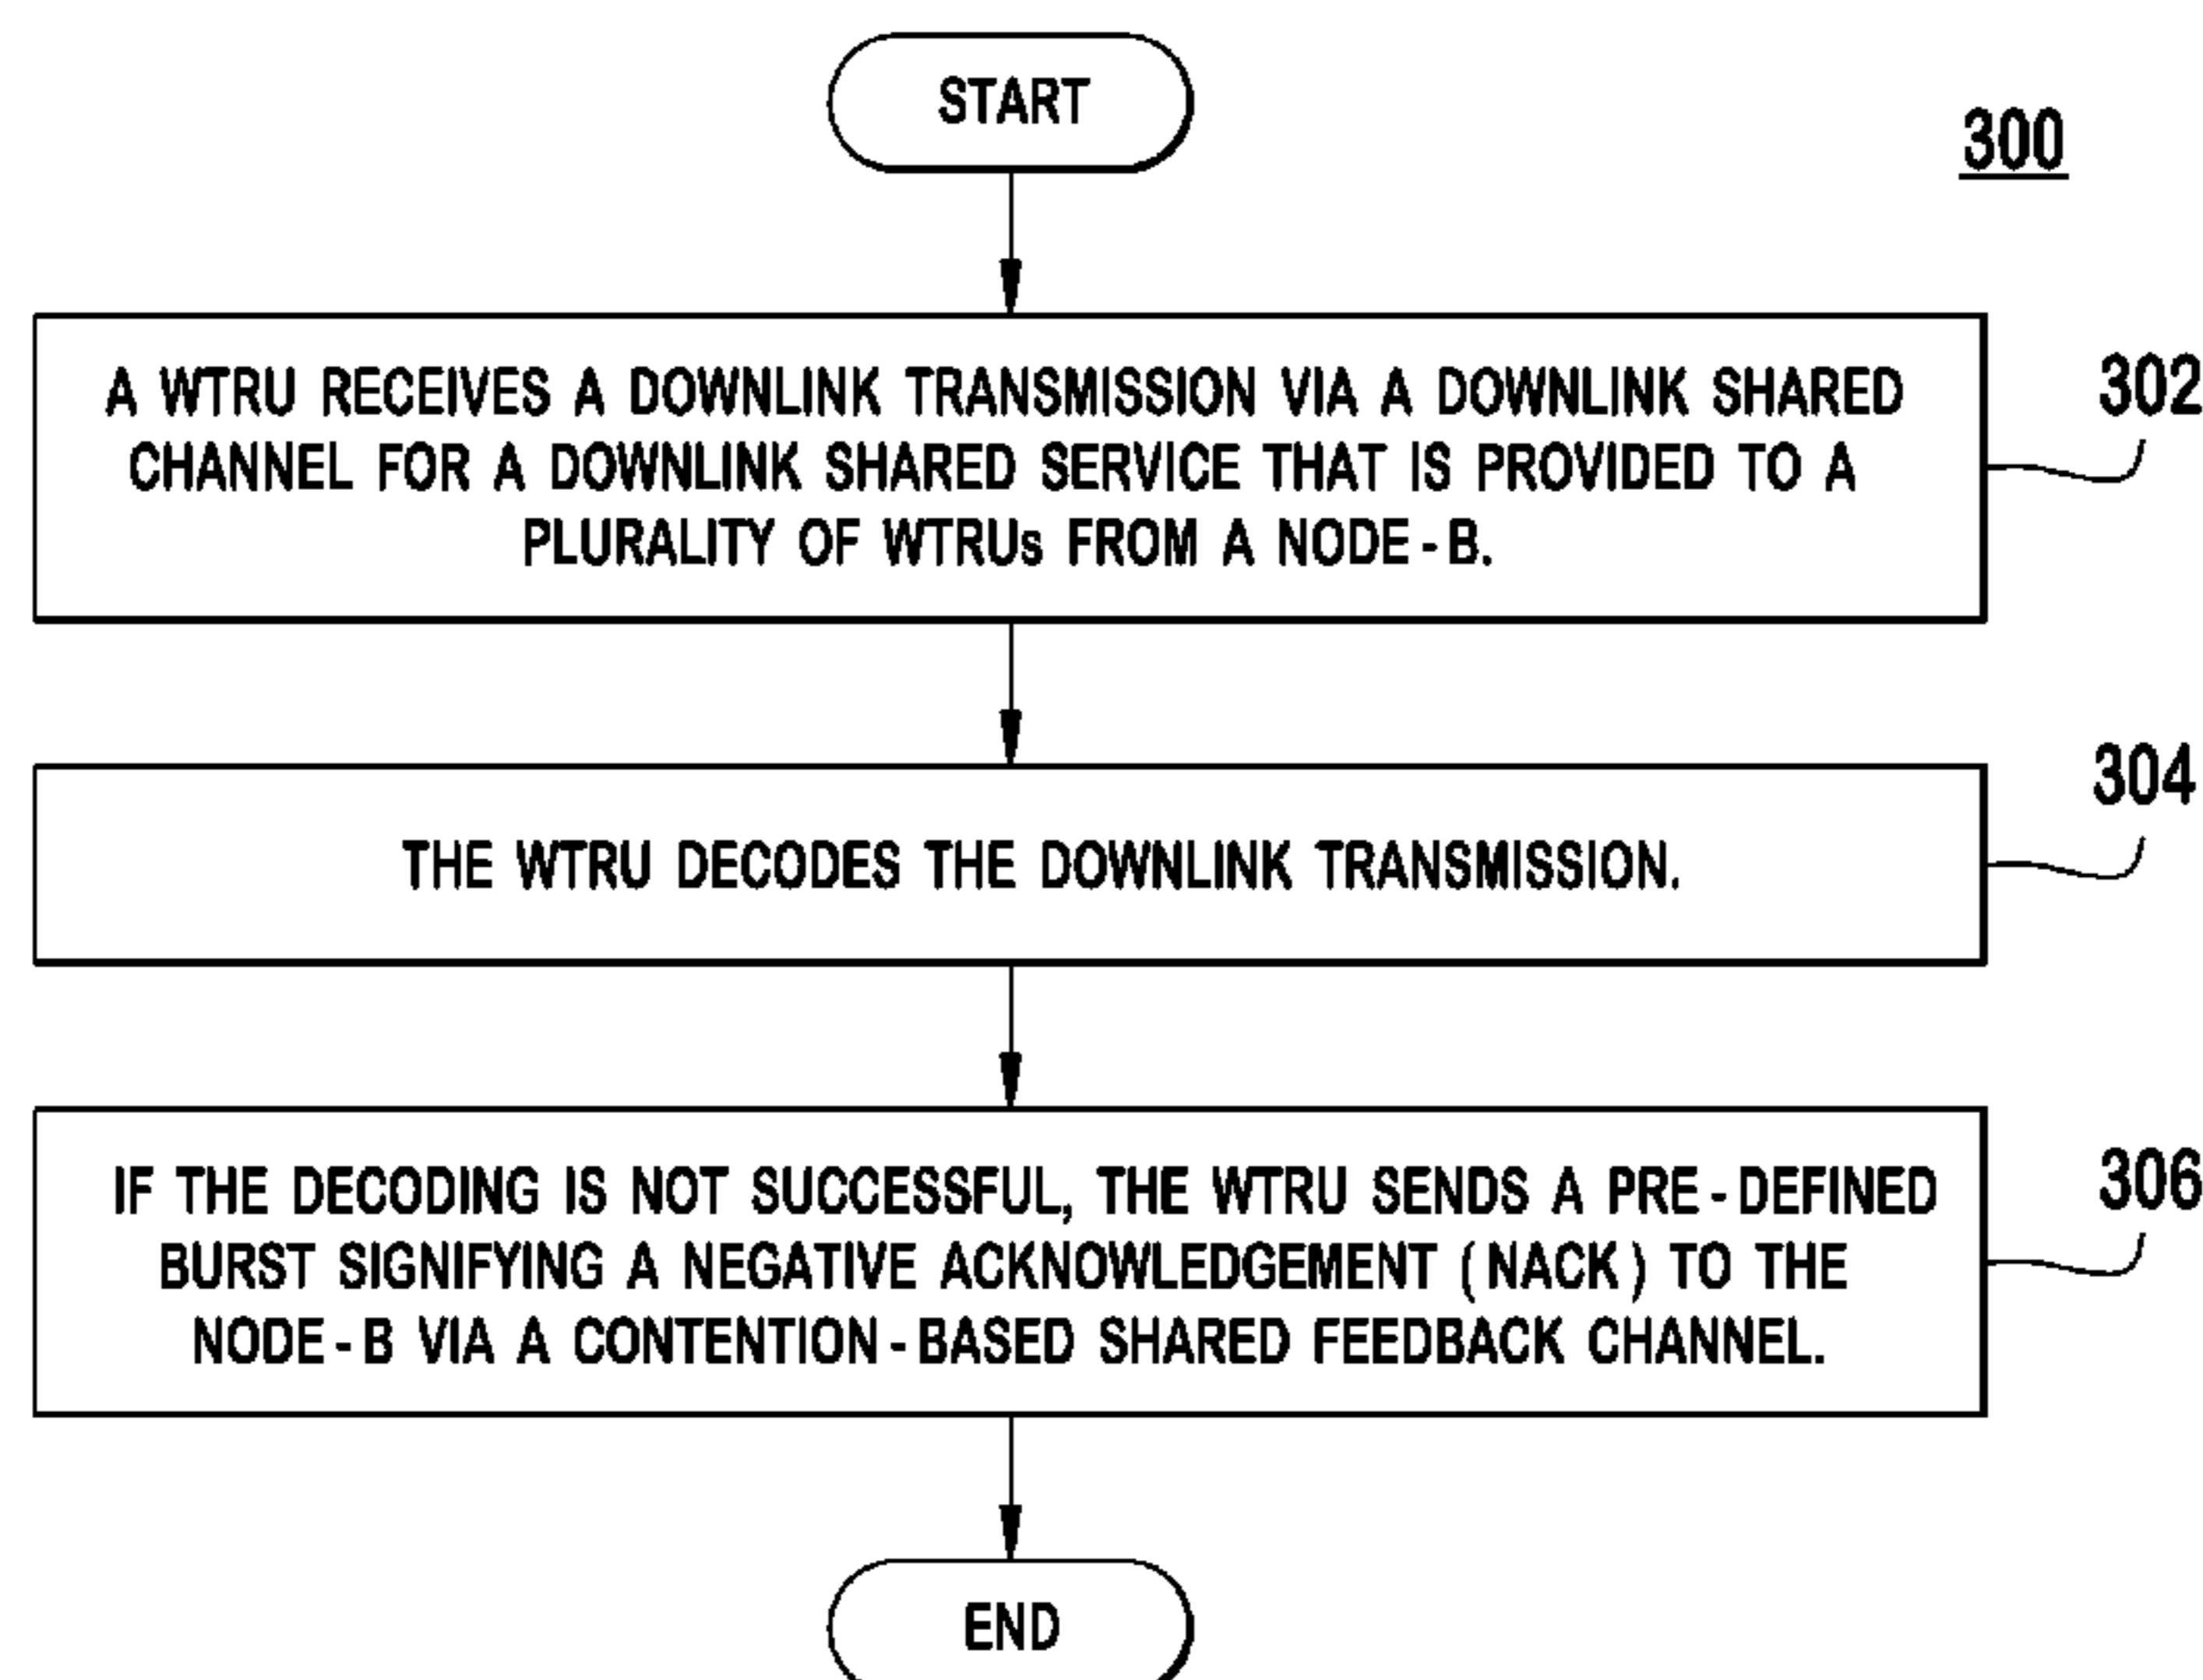 START
300
A WTRU RECEIVES A DOWNLINK TRANSMISSION VIA A DOWNLINK SHARED
CHANNEL FOR A DOWNLINK SHARED SERVICE THAT IS PROVIDED TO A
PLURALITY OF WTRUs FROM A NODE-B.
302
THE WTRU DECODES THE DOWNLINK TRANSMISSION.
304
IF THE DECODING IS NOT SUCCESSFUL, THE WTRU SENDS A PRE-DEFINED
BURST SIGNIFYING A NEGATIVE ACKNOWLEDGEMENT (NACK) TO THE
NODE-B VIA A CONTENTION-BASED SHARED FEEDBACK CHANNEL.
306
END